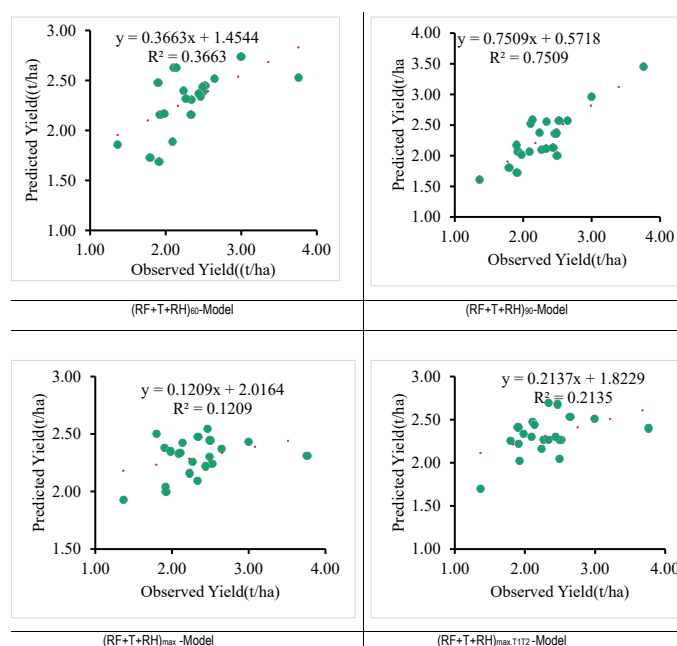 y = 0.3663x + 1.4544
R² = 0.3663
3.00
2.50
2.00
1.50
1.00
1.00 2.00 3.00 4.00
Predicted Yield((t/ha)
Observed Yield((t/ha)
(RF+T+RH)60-Model
y = 0.7509x + 0.5718
R² = 0.7509
4.00
3.50
3.00
2.50
2.00
1.50
1.00
1.00 2.00 3.00 4.00
Predicted Yield(t/ha)
Observed Yield(t/ha)
(RF+T+RH)90-Model
y = 0.1209x + 2.0164
R² = 0.1209
3.00
2.50
2.00
1.50
1.00 2.00 3.00 4.00
Predicted Yield(t/ha)
Observed Yield(t/ha)
(RF+T+RH)max -Model
y = 0.2137x + 1.8229
R² = 0.2135
3.00
2.50
2.00
1.50
1.00
1.00 2.00 3.00 4.00
Predicted Yield(t/ha)
Observed Yield(t/ha)
(RF+T+RH)max.T1T2 -Model